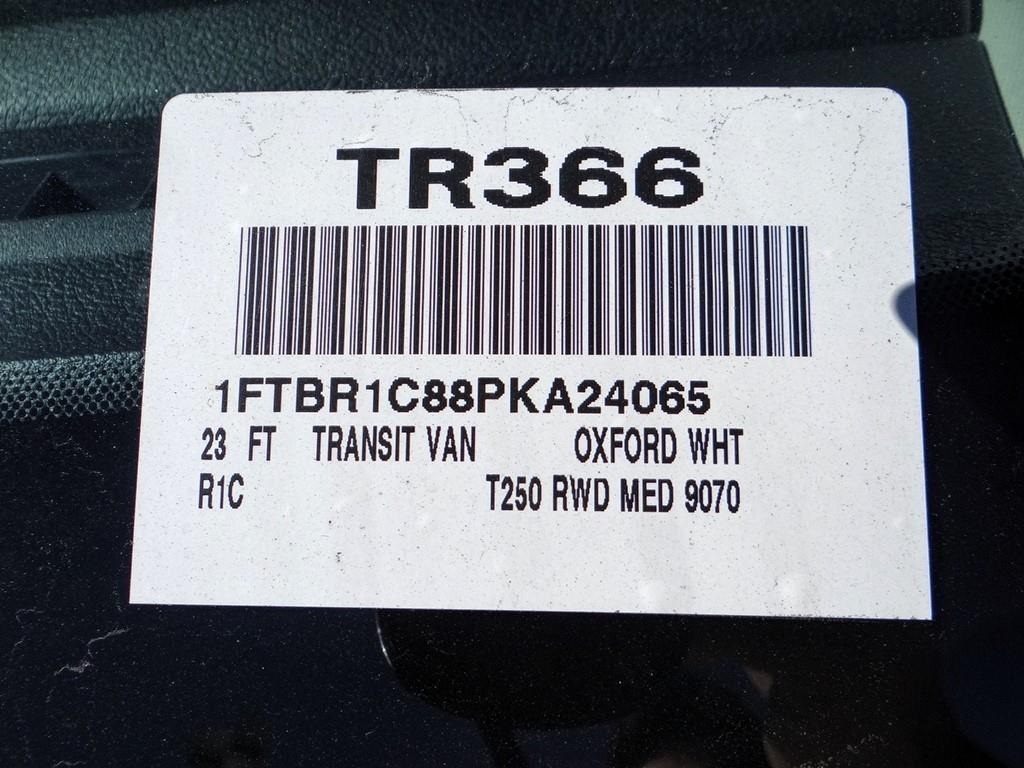 TR366
1FTBR1C88PKA24065
23 FT TRANSIT VAN OXFORD WHT
R1C T250 RWD MED 9070